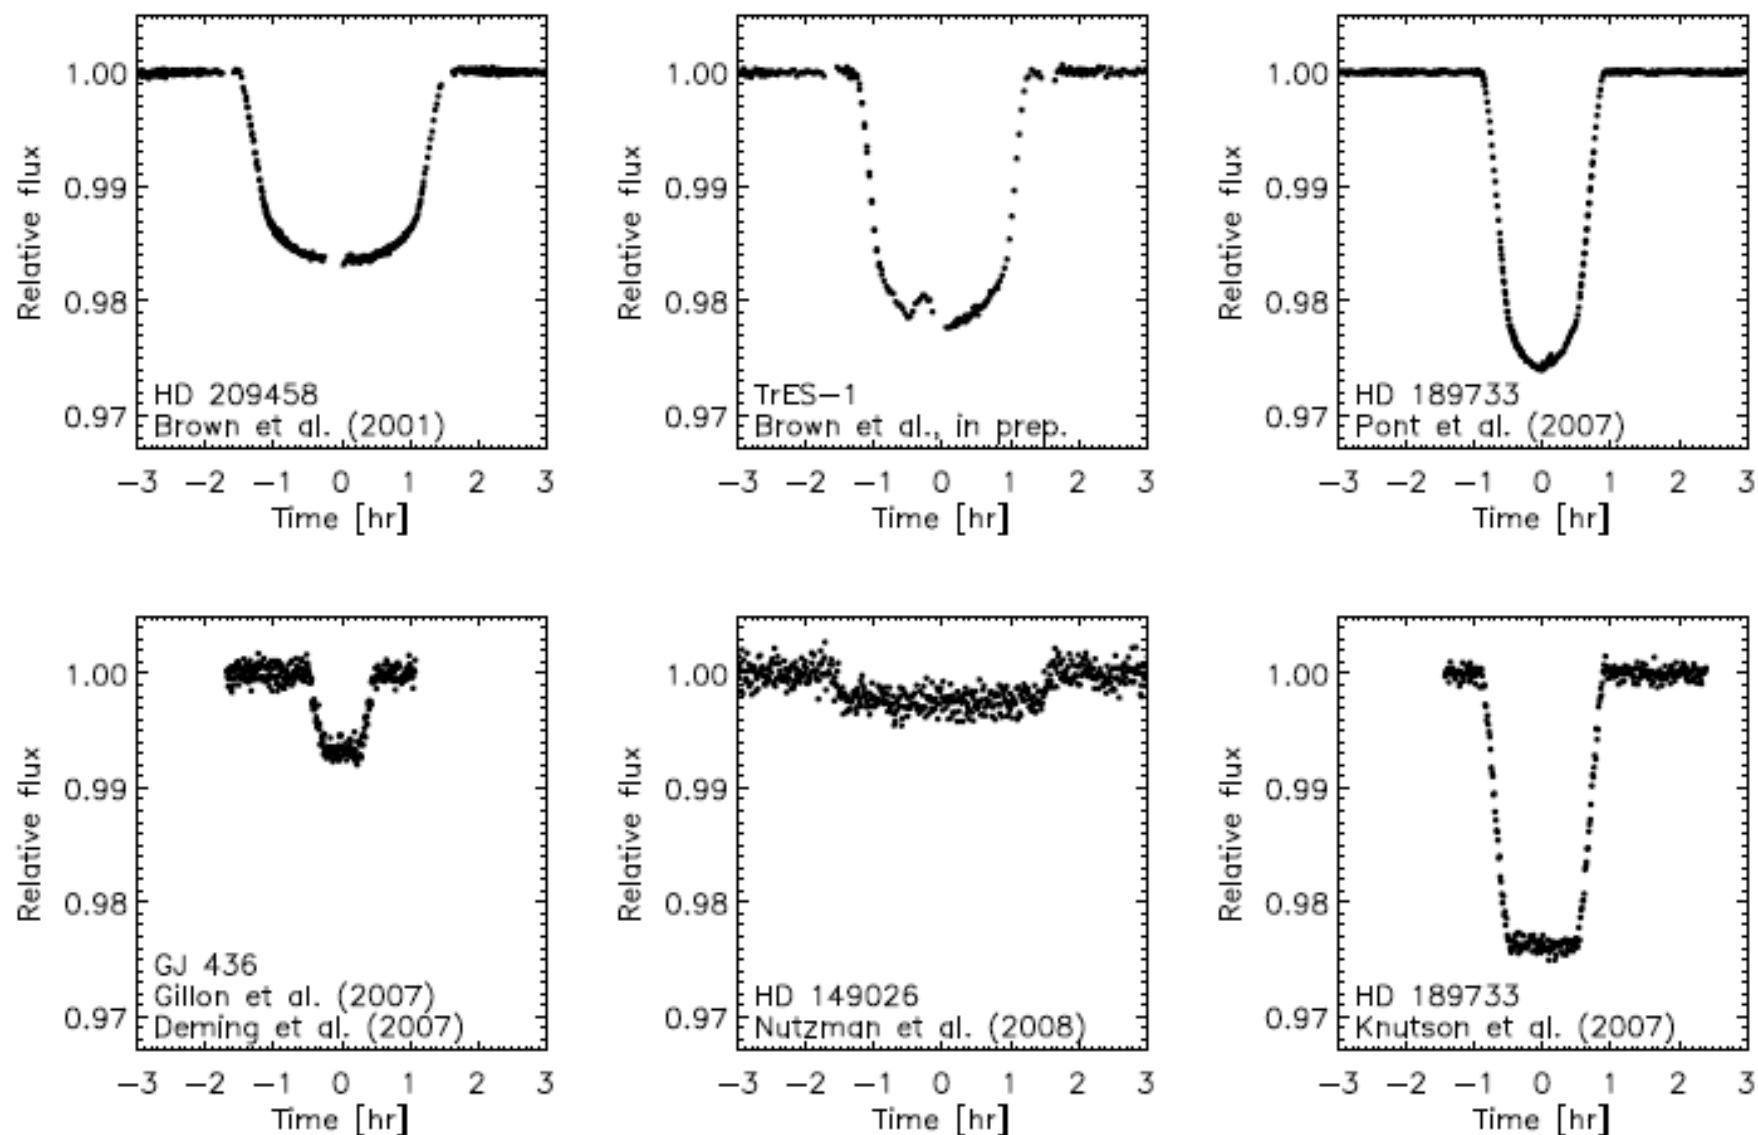 Relative flux
1.00
0.99
0.98
0.97
HD 209458
Brown et al. (2001)
−3 −2 −1 0 1 2 3
Time [hr]
Relative flux
1.00
0.99
0.98
0.97
TrES−1
Brown et al., in prep.
−3 −2 −1 0 1 2 3
Time [hr]
Relative flux
1.00
0.99
0.98
0.97
HD 189733
Pont et al. (2007)
−3 −2 −1 0 1 2 3
Time [hr]
Relative flux
1.00
0.99
0.98
0.97
GJ 436
Gillon et al. (2007)
Deming et al. (2007)
−3 −2 −1 0 1 2 3
Time [hr]
Relative flux
1.00
0.99
0.98
0.97
HD 149026
Nutzman et al. (2008)
−3 −2 −1 0 1 2 3
Time [hr]
Relative flux
1.00
0.99
0.98
0.97
HD 189733
Knutson et al. (2007)
−3 −2 −1 0 1 2 3
Time [hr]